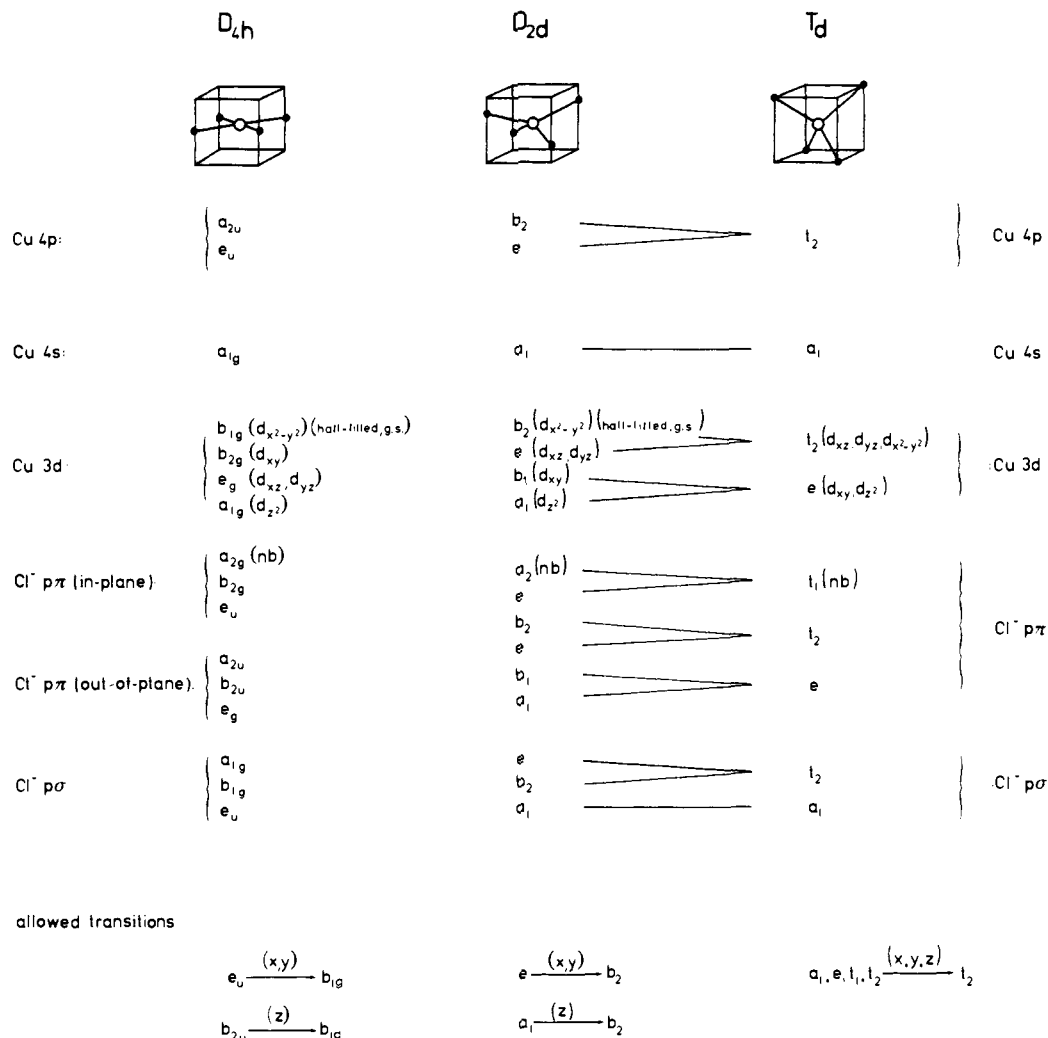 D₄h D₂d T_d
Cu 4p: a₂ᵤ b₂ Cu 4p
eᵤ e t₂
Cu 4s: a₁g a₁ a₁ Cu 4s
b₁g (dx²-y²) (half-filled, g.s.) b₂ (dx²-y²) (half-filled, g.s.)
b₂g (dxy) e (dxz, dyz) t₂ (dxz, dyz, dx²-y²)
Cu 3d: eg (dxz, dyz) b₁ (dxy) e (dxy, dz²) Cu 3d
a₁g (dz²) a₁ (dz²)
a₂g (nb) a₂ (nb)
Cl⁻ pπ (in-plane) b₂g e t₁ (nb)
eᵤ b₂ t₂ Cl⁻ pπ
e
a₂ᵤ b₁
Cl⁻ pπ (out-of-plane) b₂ᵤ a₁ e
eg
a₁g e
Cl⁻ pσ b₁g b₂ t₂ Cl⁻ pσ
eᵤ a₁ a₁
allowed transitions
eᵤ (x,y)→ b₁g e (x,y)→ b₂ a₁, e, t₁, t₂ (x,y,z)→ t₂
b₂ᵤ (z)→ b₁g a₁ (z)→ b₂